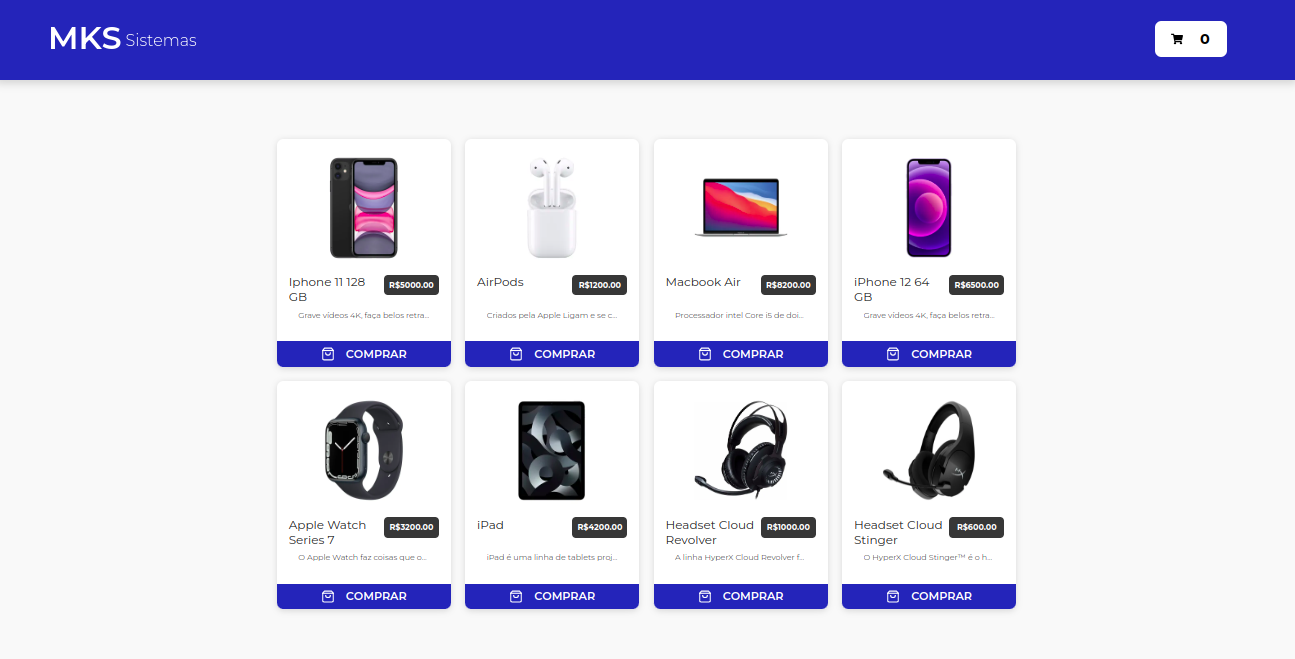 MKS Sistemas
0
Iphone 11 128
GB
R$5000.00
Grave vídeos 4K, faça belos retra...
COMPRAR
AirPods
R$1200.00
Criados pela Apple Ligam e se c...
COMPRAR
Macbook Air
R$8200.00
Processador intel Core i5 de doi...
COMPRAR
iPhone 12 64
GB
R$6500.00
Grave vídeos 4K, faça belos retra...
COMPRAR
Apple Watch
Series 7
R$3200.00
O Apple Watch faz coisas que o...
COMPRAR
iPad
R$4200.00
iPad é uma linha de tablets proj...
COMPRAR
Headset Cloud
Revolver
R$1000.00
A linha HyperX Cloud Revolver f...
COMPRAR
Headset Cloud
Stinger
R$600.00
O HyperX Cloud Stinger™ é o h...
COMPRAR